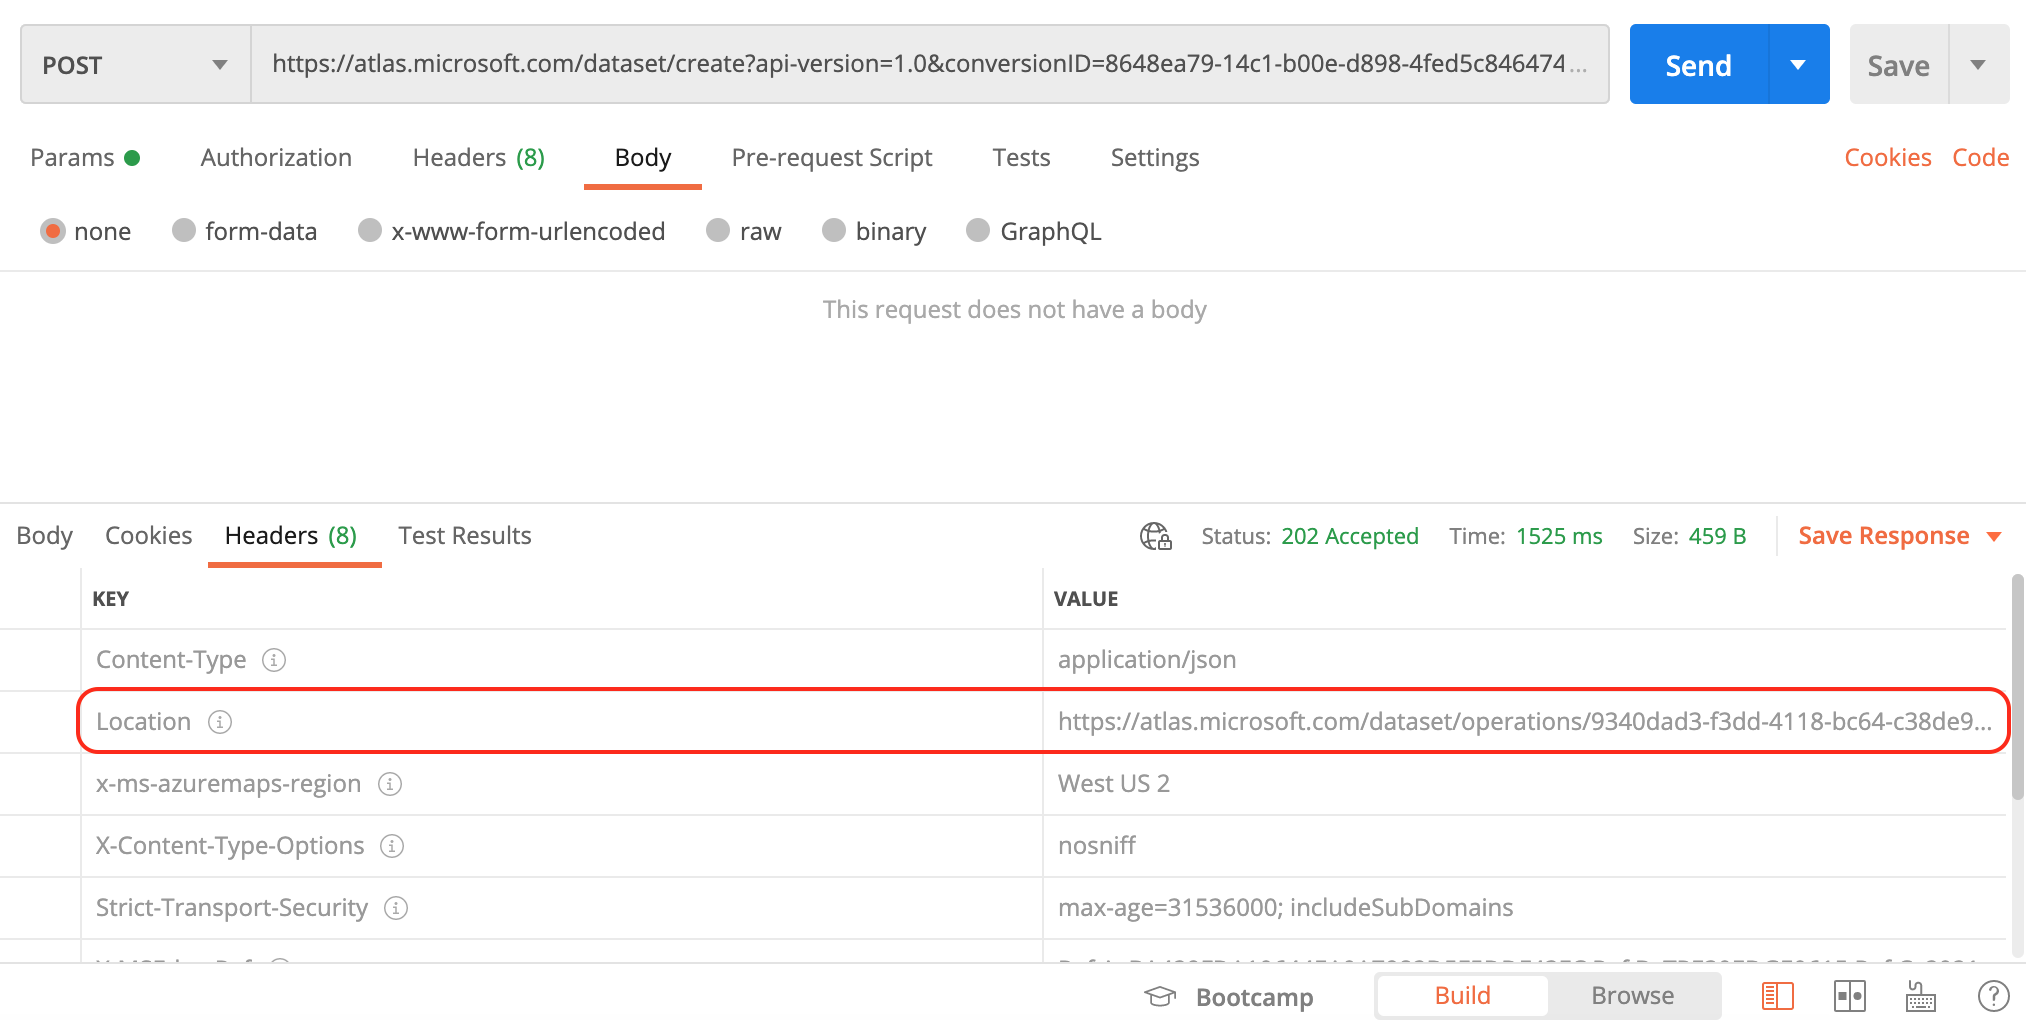 POST https://atlas.microsoft.com/dataset/create?api-version=1.0&conversionID=8648ea79-14c1-b00e-d898-4fed5c846474... Send Save
Params Authorization Headers (8) Body Pre-request Script Tests Settings Cookies Code
none form-data x-www-form-urlencoded raw binary GraphQL
This request does not have a body
Body Cookies Headers (8) Test Results Status: 202 Accepted Time: 1525 ms Size: 459 B Save Response
KEY VALUE
Content-Type application/json
Location https://atlas.microsoft.com/dataset/operations/9340dad3-f3dd-4118-bc64-c38de9...
x-ms-azuremaps-region West US 2
X-Content-Type-Options nosniff
Strict-Transport-Security max-age=31536000; includeSubDomains
Bootcamp Build Browse